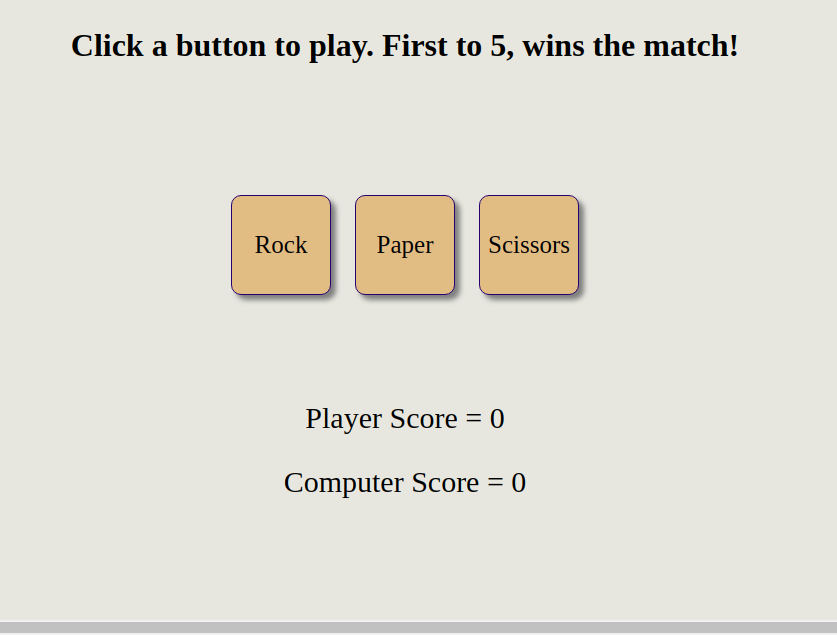 Click a button to play. First to 5, wins the match!
Rock
Paper
Scissors
Player Score = 0
Computer Score = 0